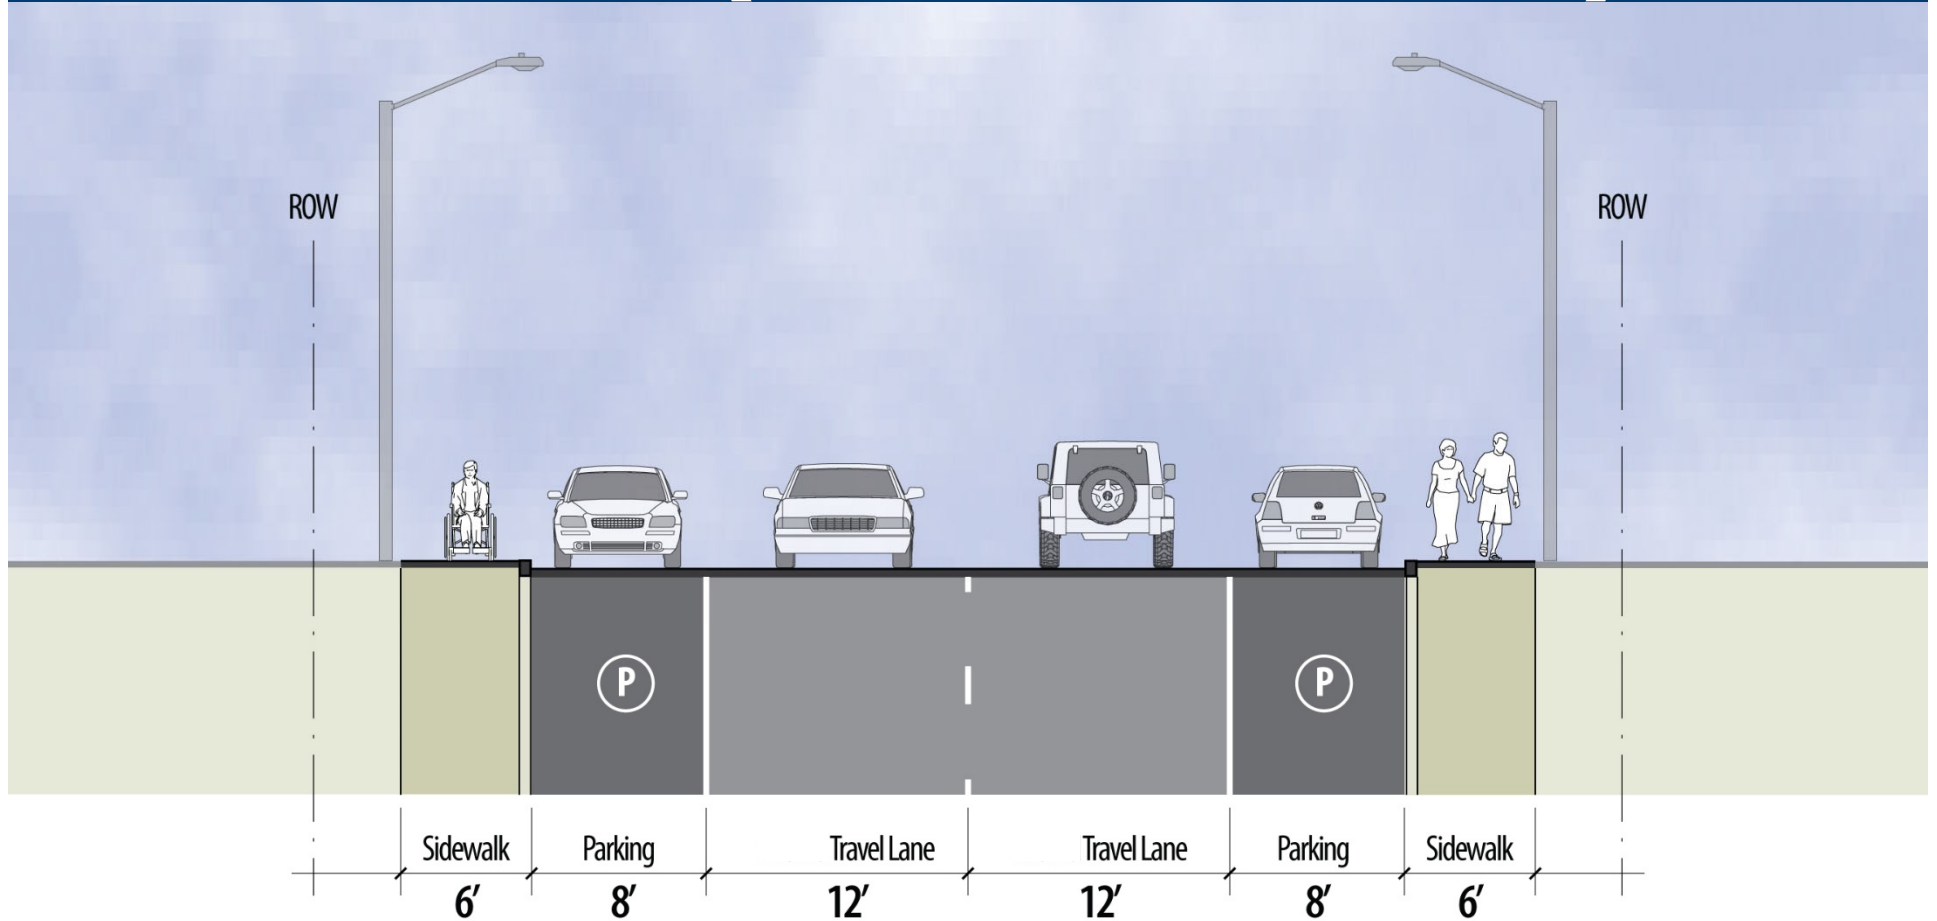 ROW
ROW
P
P
Sidewalk
Parking
Travel Lane
Travel Lane
Parking
Sidewalk
6'
8'
12'
12'
8'
6'